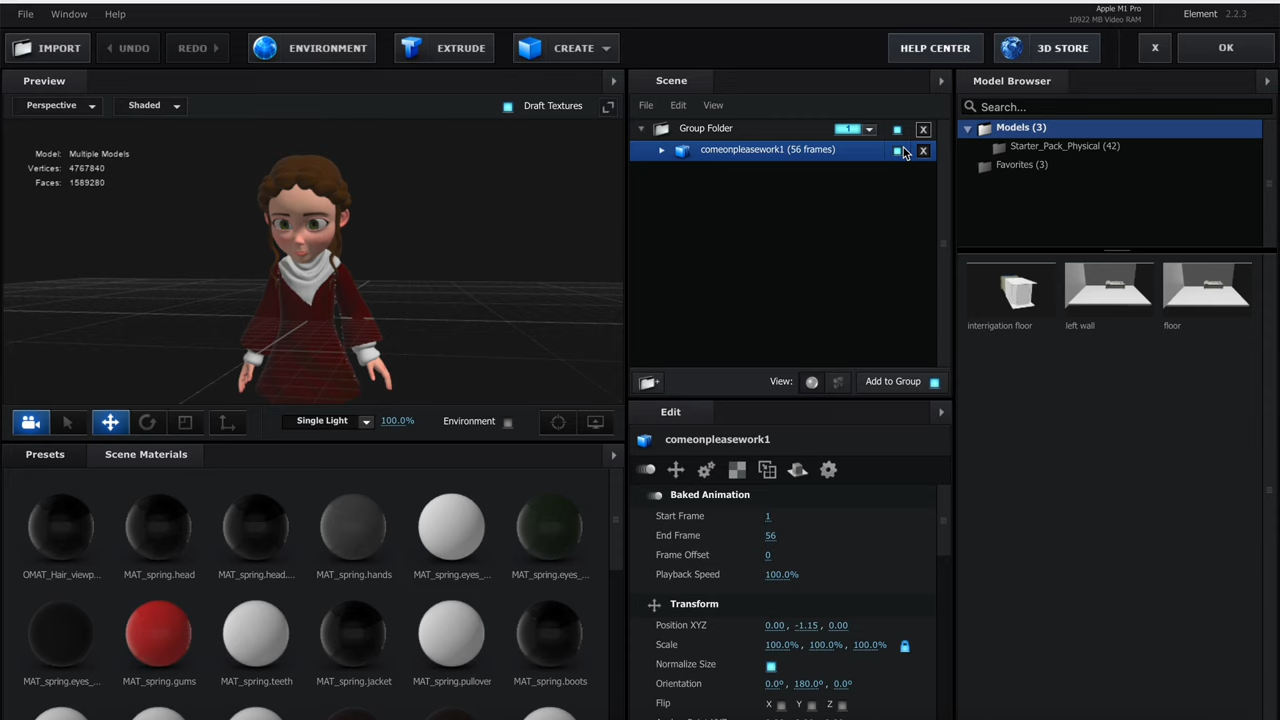 File Window Help
Apple M1 Pro
10922 MB Video RAM
Element 2.2.3
IMPORT UNDO REDO ENVIRONMENT EXTRUDE CREATE HELP CENTER 3D STORE X OK
Preview
Perspective Shaded Draft Textures
Model: Multiple Models
Vertices: 4767840
Faces: 1589280
Single Light 100.0% Environment
Presets Scene Materials
OMAT_Hair_viewp... MAT_spring.head MAT_spring.head.... MAT_spring.hands MAT_spring.eyes_... MAT_spring.eyes_...
MAT_spring.eyes_... MAT_spring.gums MAT_spring.teeth MAT_spring.jacket MAT_spring.pullover MAT_spring.boots
Scene
File Edit View
Group Folder 1 X
comeonpleasework1 (56 frames) X
View: Add to Group
Edit
comeonpleasework1
Baked Animation
Start Frame 1
End Frame 56
Frame Offset 0
Playback Speed 100.0%
Transform
Position XYZ 0.00, -1.15, 0.00
Scale 100.0%, 100.0%, 100.0%
Normalize Size
Orientation 0.0º, 180.0º, 0.0º
Flip X Y Z
Model Browser
Search...
Models (3)
Starter_Pack_Physical (42)
Favorites (3)
interrigation floor left wall floor